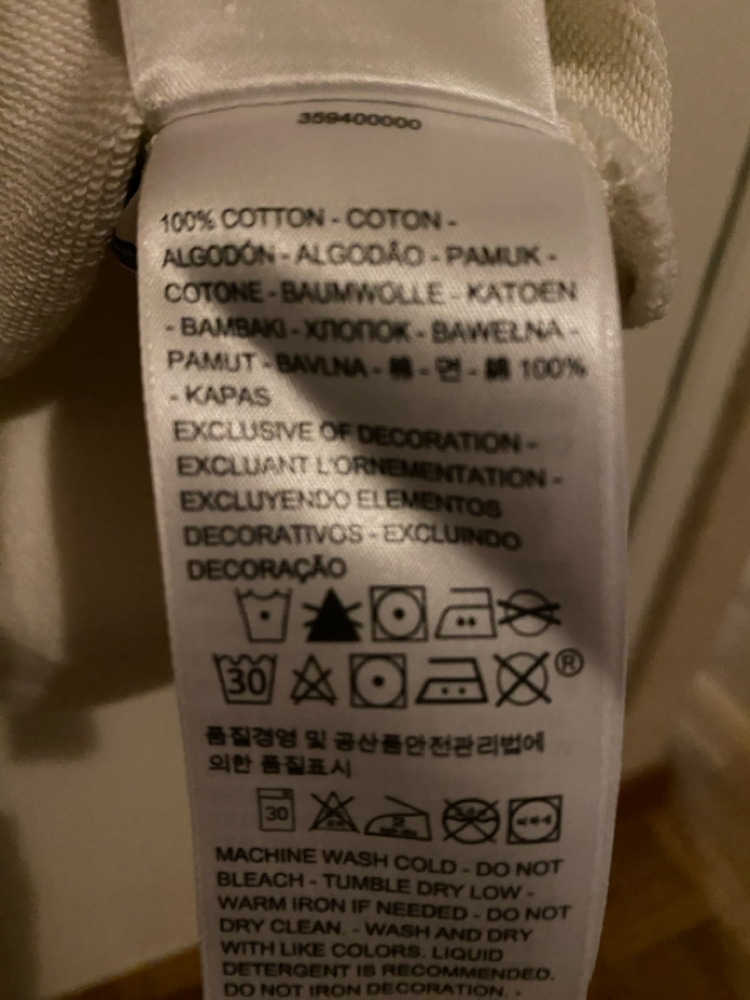 359400000
100% COTTON - COTON -
ALGODÓN - ALGODÃO - PAMUK -
COTONE - BAUMWOLLE - KATOEN
- BAMBAKI - ХЛОПОК - BAWEŁNA -
PAMUT - BAVLNA - 棉 - 면 - 綿 100%
- KAPAS
EXCLUSIVE OF DECORATION -
EXCLUANT L'ORNEMENTATION -
EXCLUYENDO ELEMENTOS
DECORATIVOS - EXCLUINDO
DECORAÇÃO
30 ®
품질경영 및 공산품안전관리법에
의한 품질표시
30 2
MACHINE WASH COLD - DO NOT
BLEACH - TUMBLE DRY LOW -
WARM IRON IF NEEDED - DO NOT
DRY CLEAN. - WASH AND DRY
WITH LIKE COLORS. LIQUID
DETERGENT IS RECOMMENDED.
DO NOT IRON DECORATION. -